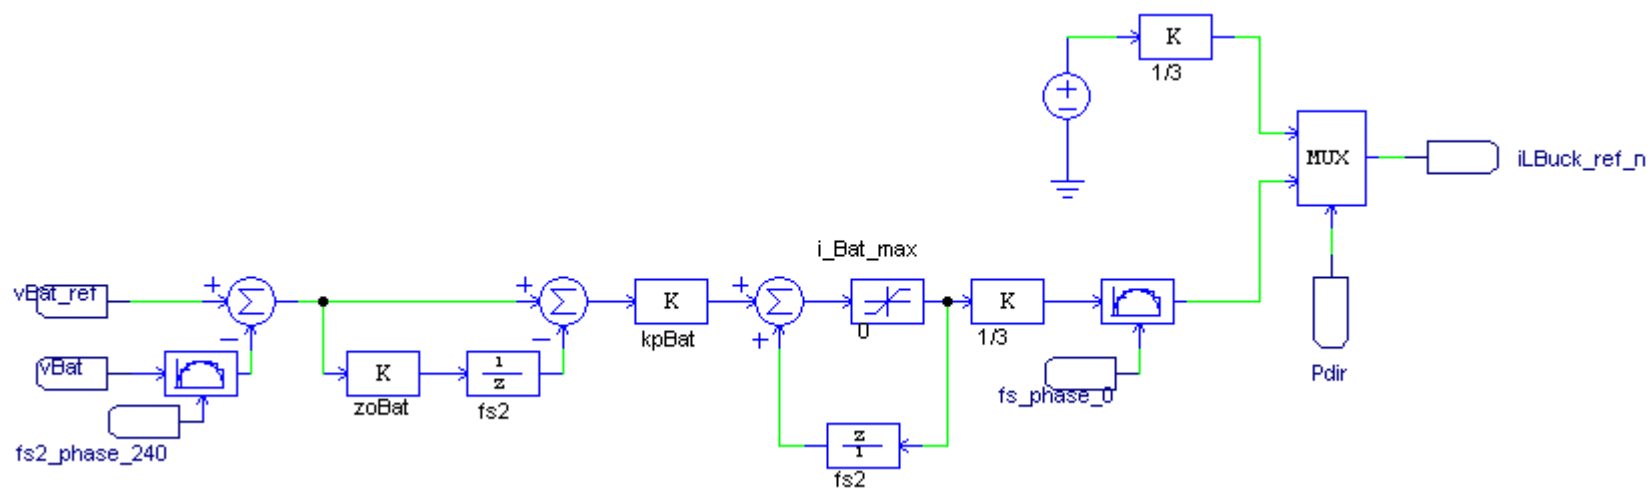 K
1/3
MUX
iLBuck_ref_n
i_Bat_max
vBat_ref
+
Σ
+
Σ
K
kpBat
+
Σ
0
K
1/3
−
−
+
vBat
K
zoBat
1
z
fs2
fs_phase_0
Pdir
fs2_phase_240
z
1
fs2
+
−